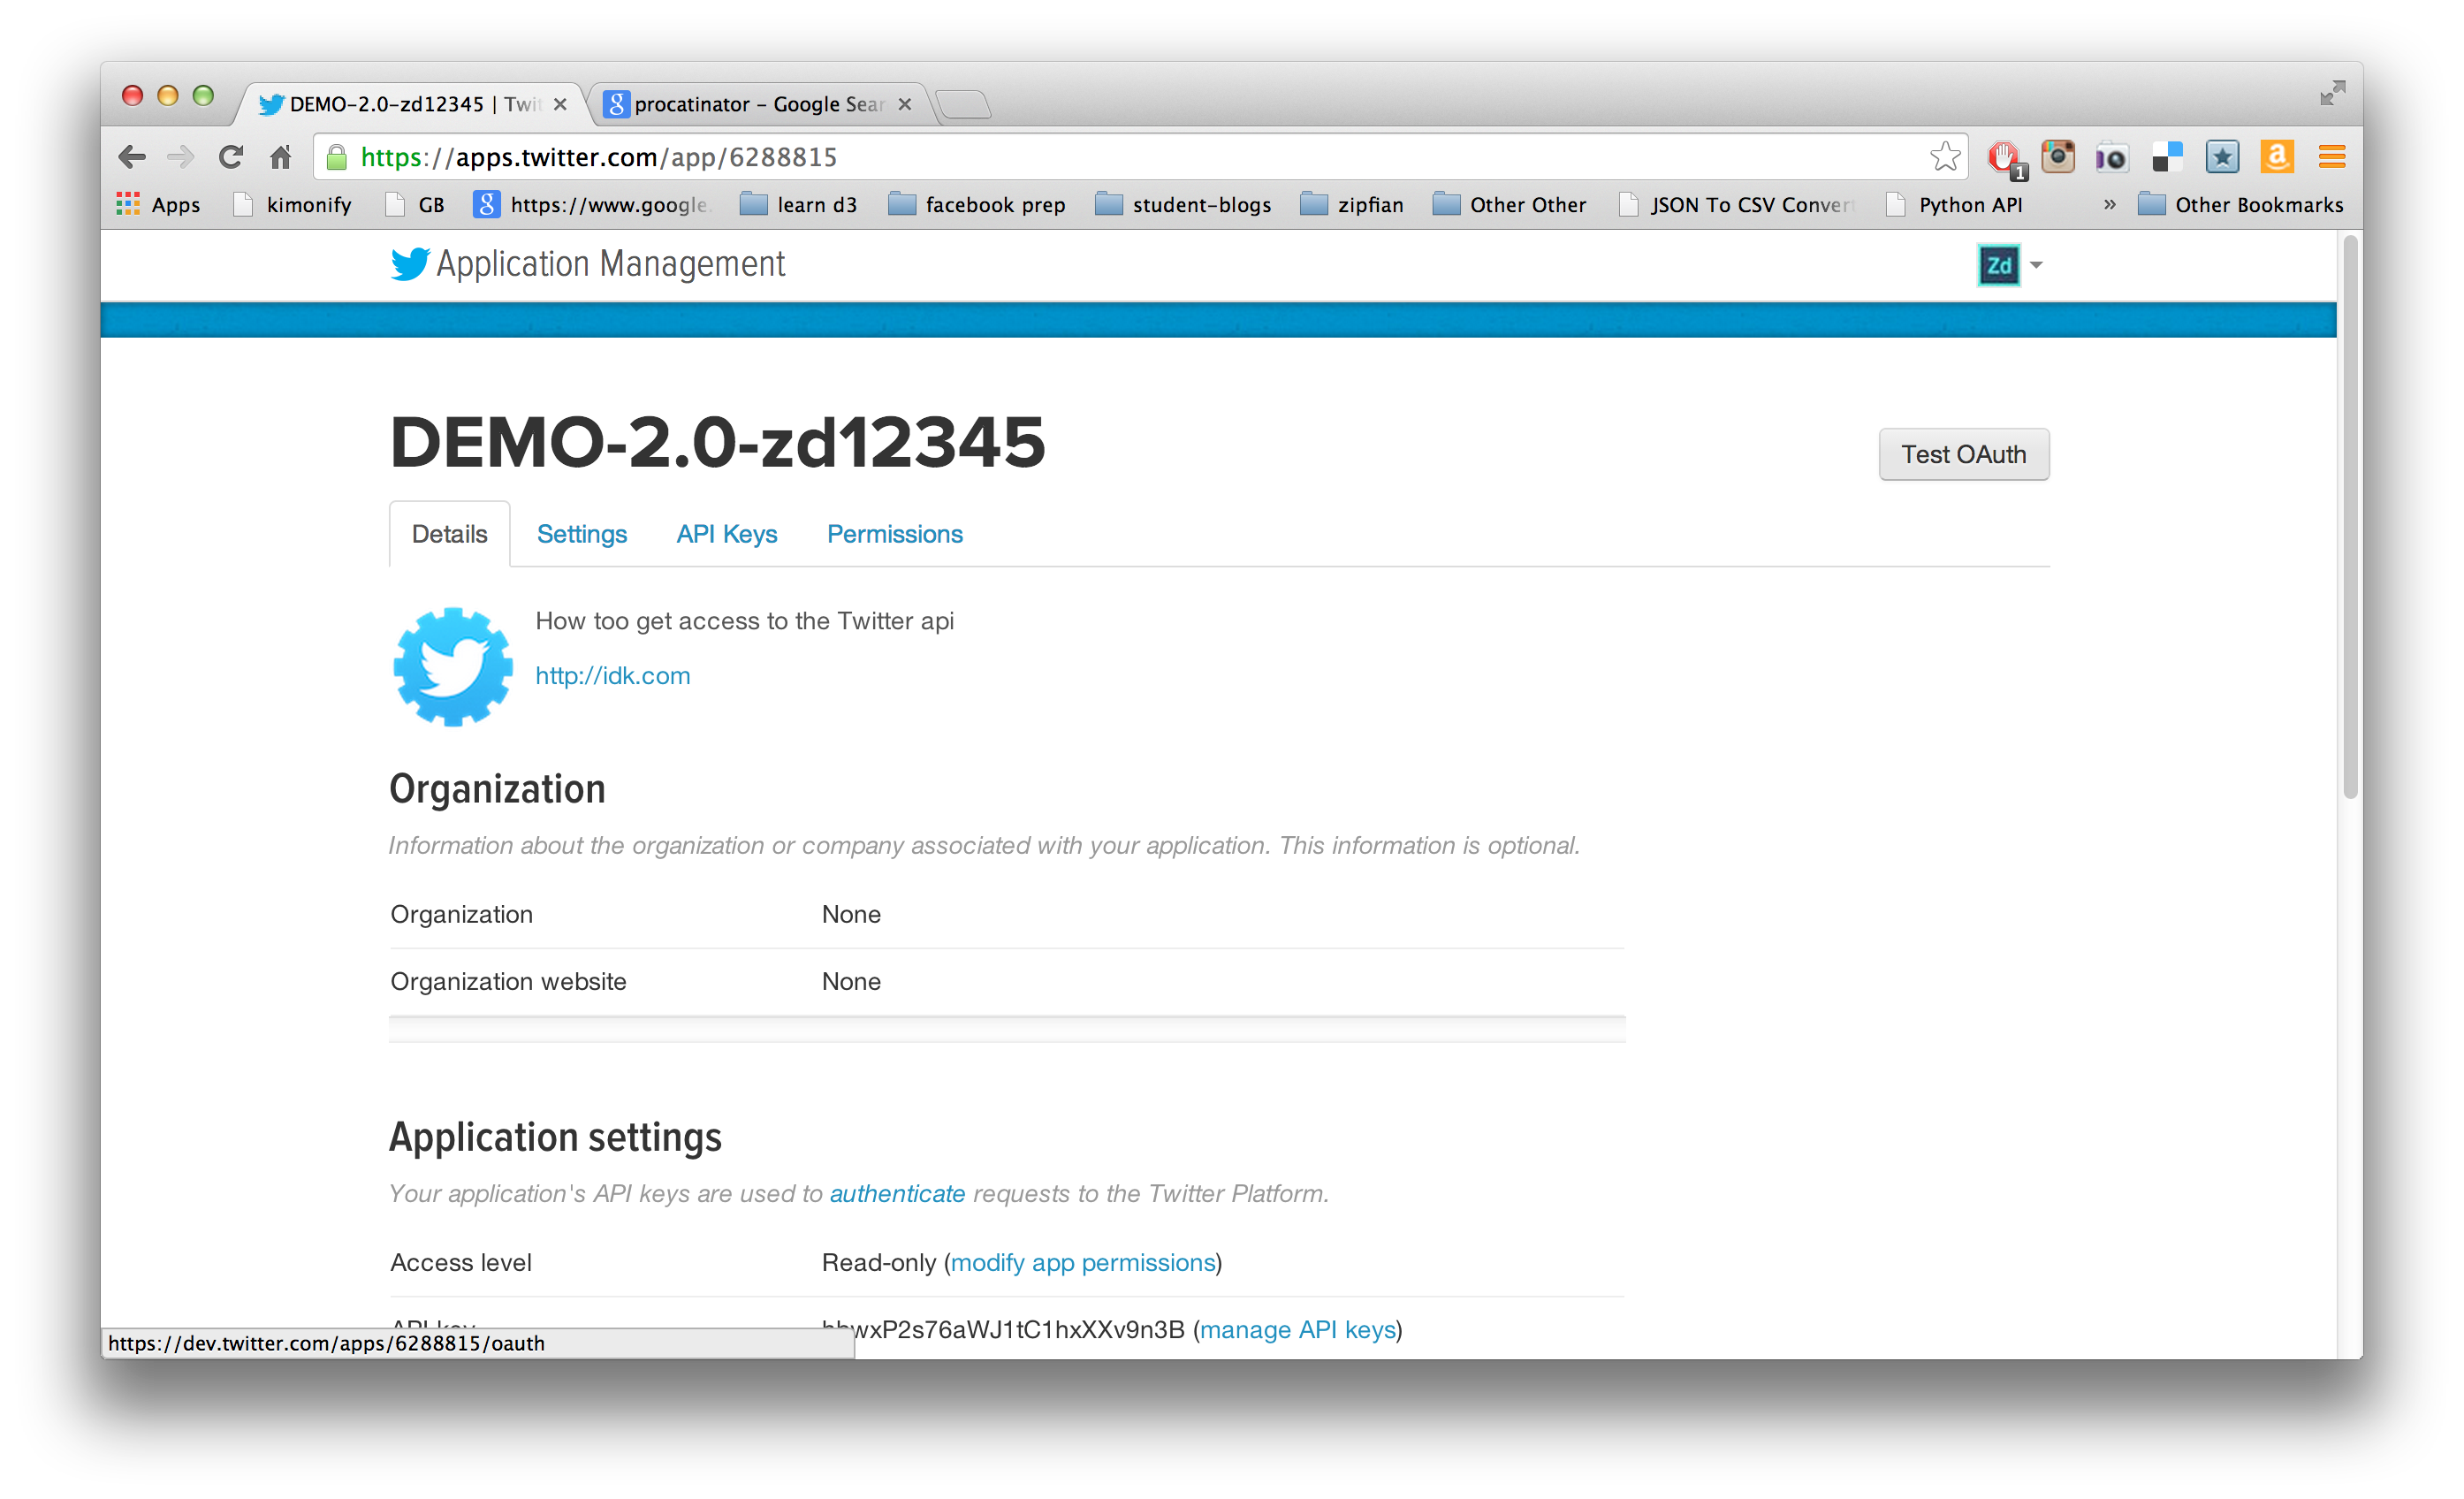 DEMO-2.0-zd12345 | Twit
procatinator – Google Sear
https://apps.twitter.com/app/6288815
1
Apps kimonify GB https://www.google. learn d3 facebook prep student-blogs zipfian Other Other JSON To CSV Convert Python API » Other Bookmarks
Application Management
Zd
DEMO-2.0-zd12345
Test OAuth
Details Settings API Keys Permissions
How too get access to the Twitter api
http://idk.com
Organization
Information about the organization or company associated with your application. This information is optional.
Organization None
Organization website None
Application settings
Your application's API keys are used to authenticate requests to the Twitter Platform.
Access level Read-only (modify app permissions)
API key (manage API keys)
https://dev.twitter.com/apps/6288815/oauth